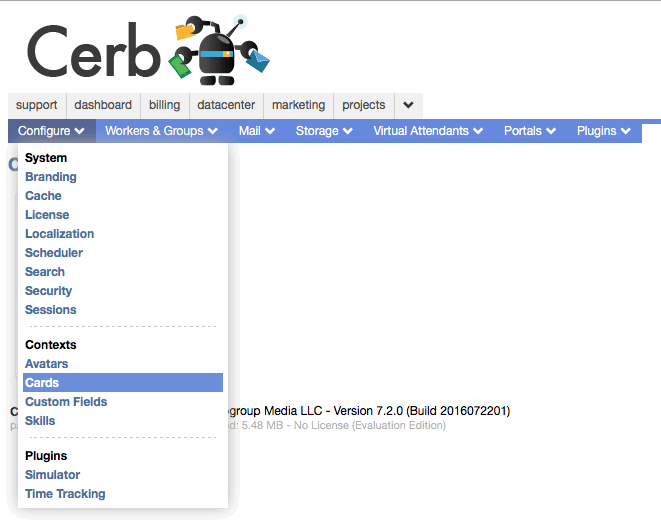 Cerb
support dashboard billing datacenter marketing projects
Configure Workers & Groups Mail Storage Virtual Attendants Portals Plugins
System
Branding
Cache
License
Localization
Scheduler
Search
Security
Sessions
Contexts
Avatars
Cards
Custom Fields
Skills
Plugins
Simulator
Time Tracking
group Media LLC - Version 7.2.0 (Build 2016072201)
5.48 MB - No License (Evaluation Edition)